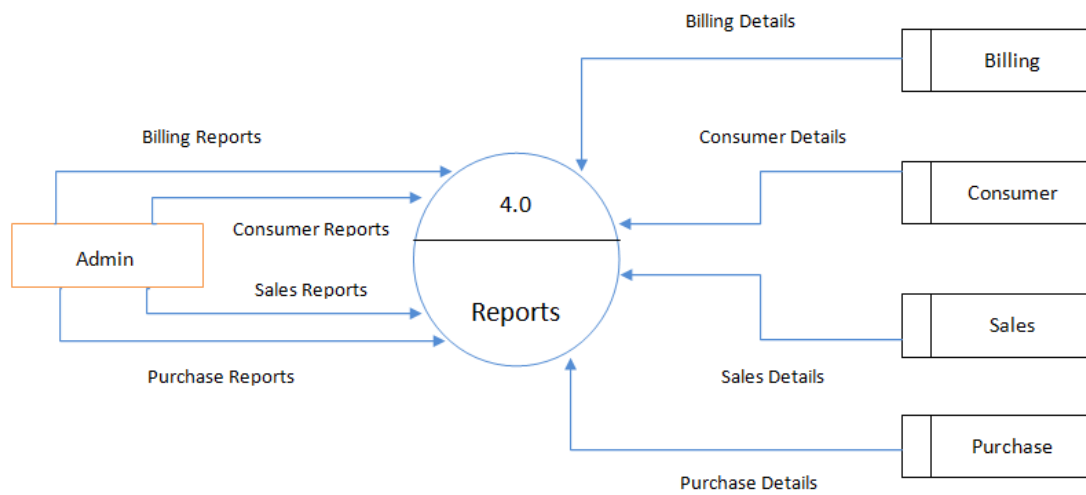 Billing Details
Billing
Billing Reports
Consumer Details
4.0
Consumer
Consumer Reports
Admin
Sales Reports
Reports
Sales
Purchase Reports
Sales Details
Purchase
Purchase Details